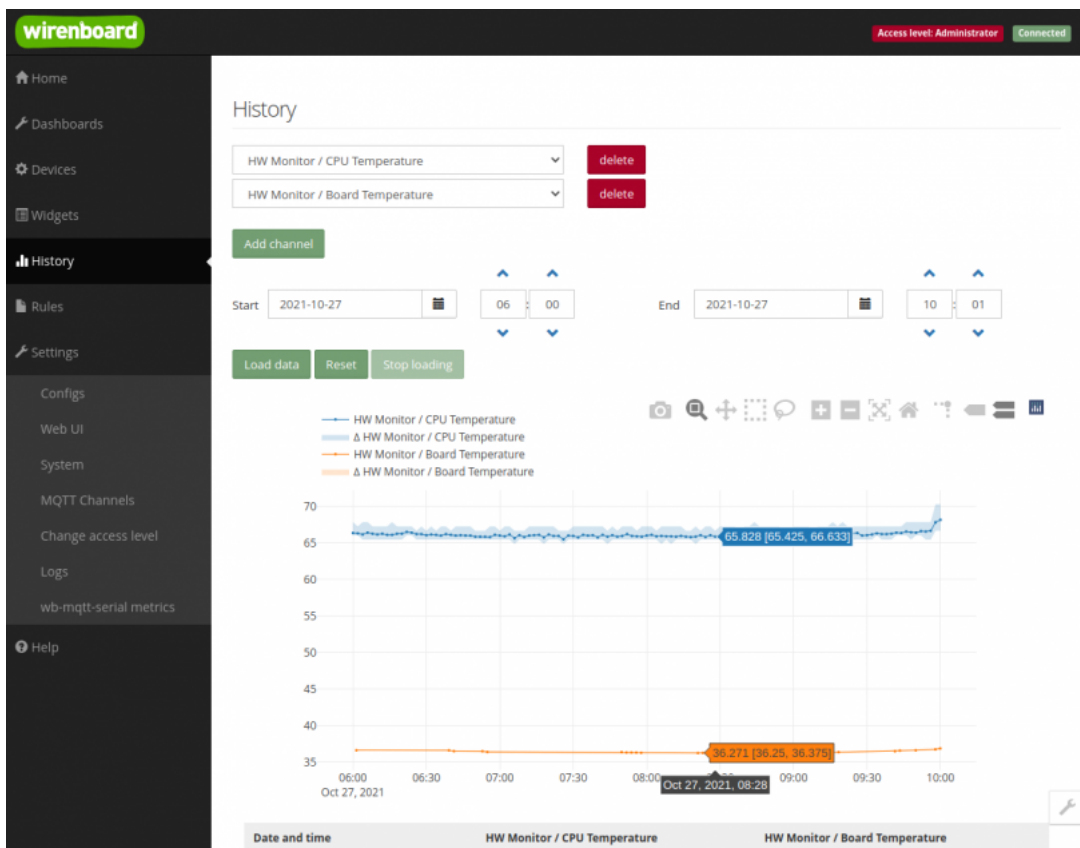 wirenboard
Access level: Administrator
Connected
Home
Dashboards
Devices
Widgets
History
Rules
Settings
Configs
Web UI
System
MQTT Channels
Change access level
Logs
wb-mqtt-serial metrics
Help
History
HW Monitor / CPU Temperature
delete
HW Monitor / Board Temperature
delete
Add channel
Start 2021-10-27 06 : 00 End 2021-10-27 10 : 01
Load data Reset Stop loading
HW Monitor / CPU Temperature
Δ HW Monitor / CPU Temperature
HW Monitor / Board Temperature
Δ HW Monitor / Board Temperature
70
65
60
55
50
45
40
35
65.828 [65.425, 66.633]
36.271 [36.25, 36.375]
06:00 06:30 07:00 07:30 08:00 09:00 09:30 10:00
Oct 27, 2021
Oct 27, 2021, 08:28
Date and time HW Monitor / CPU Temperature HW Monitor / Board Temperature